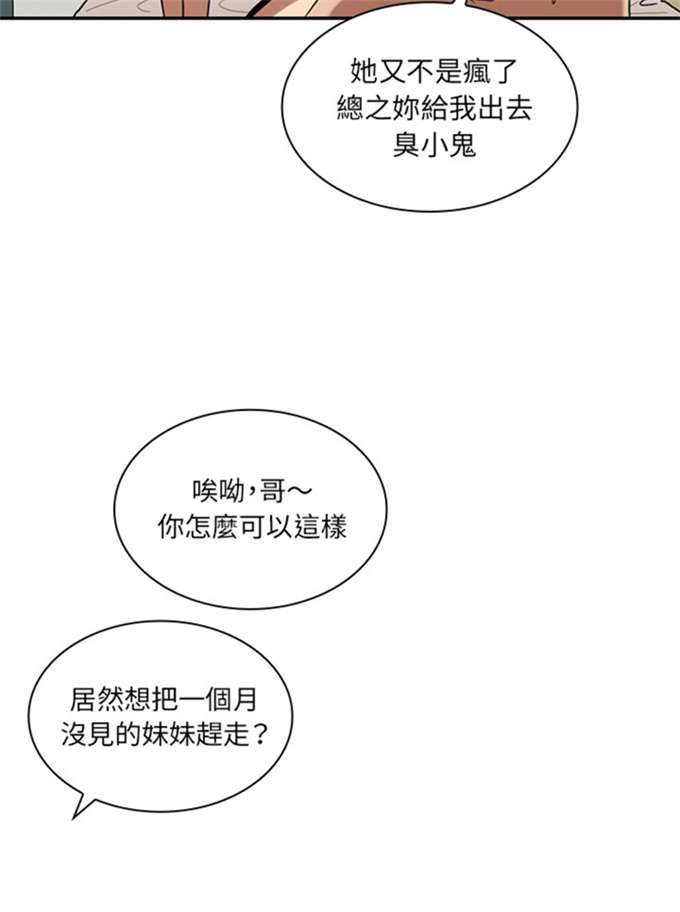 她又不是瘋了
總之妳給我出去
臭小鬼
唉呦，哥～
你怎麼可以這樣
居然想把一個月
沒見的妹妹趕走？